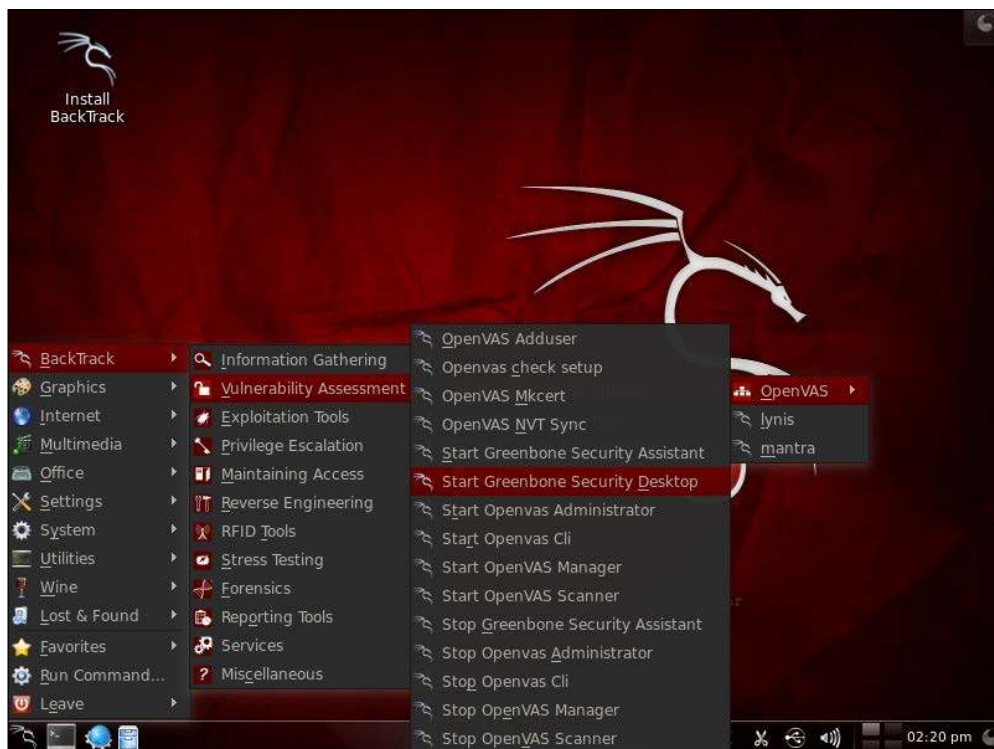 Install
BackTrack
BackTrack
Graphics
Internet
Multimedia
Office
Settings
System
Utilities
Wine
Lost & Found
Favorites
Run Command...
Leave
Information Gathering
Vulnerability Assessment
Exploitation Tools
Privilege Escalation
Maintaining Access
Reverse Engineering
RFID Tools
Stress Testing
Forensics
Reporting Tools
Services
Miscellaneous
OpenVAS Adduser
Openvas check setup
OpenVAS Mkcert
OpenVAS NVT Sync
Start Greenbone Security Assistant
Start Greenbone Security Desktop
Start Openvas Administrator
Start Openvas Cli
Start OpenVAS Manager
Start OpenVAS Scanner
Stop Greenbone Security Assistant
Stop Openvas Administrator
Stop Openvas Cli
Stop OpenVAS Manager
Stop OpenVAS Scanner
OpenVAS
lynis
mantra
02:20 pm